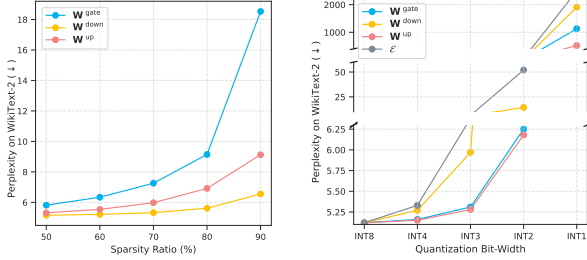 Perplexity on WikiText-2 (↓)
18
16
14
12
10
8
6
W gate
W down
W up
50
60
70
80
90
Sparsity Ratio (%)
Perplexity on WikiText-2 (↓)
2000
1000
50
25
6.25
6.00
5.75
5.50
5.25
W gate
W down
W up
ℰ
INT8
INT4
INT3
INT2
INT1
Quantization Bit-Width